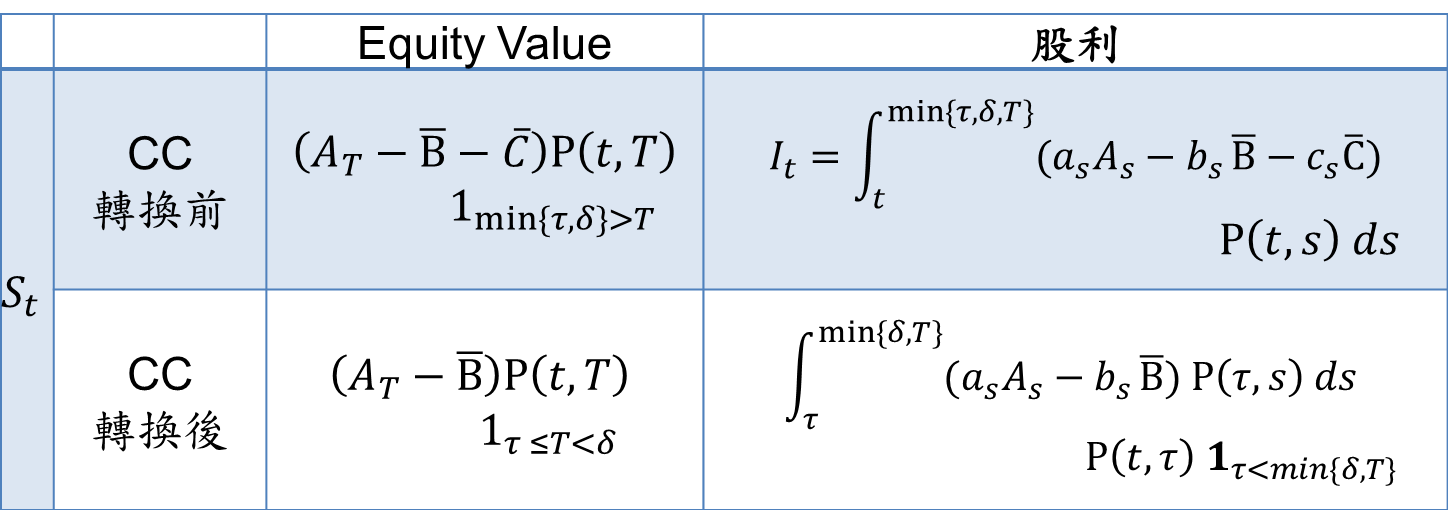 Equity Value 股利
S_t
CC
轉換前
(A_T − B̅ − C̅)P(t, T)
1_{min{τ,δ}>T}
I_t = ∫_t^{min{τ,δ,T}} (a_s A_s − b_s B̅ − c_s C̅)
P(t, s) ds
CC
轉換後
(A_T − B̅)P(t, T)
1_{τ ≤T<δ}
∫_τ^{min{δ,T}} (a_s A_s − b_s B̅) P(τ, s) ds
P(t, τ) 𝟏_{τ<min{δ,T}}